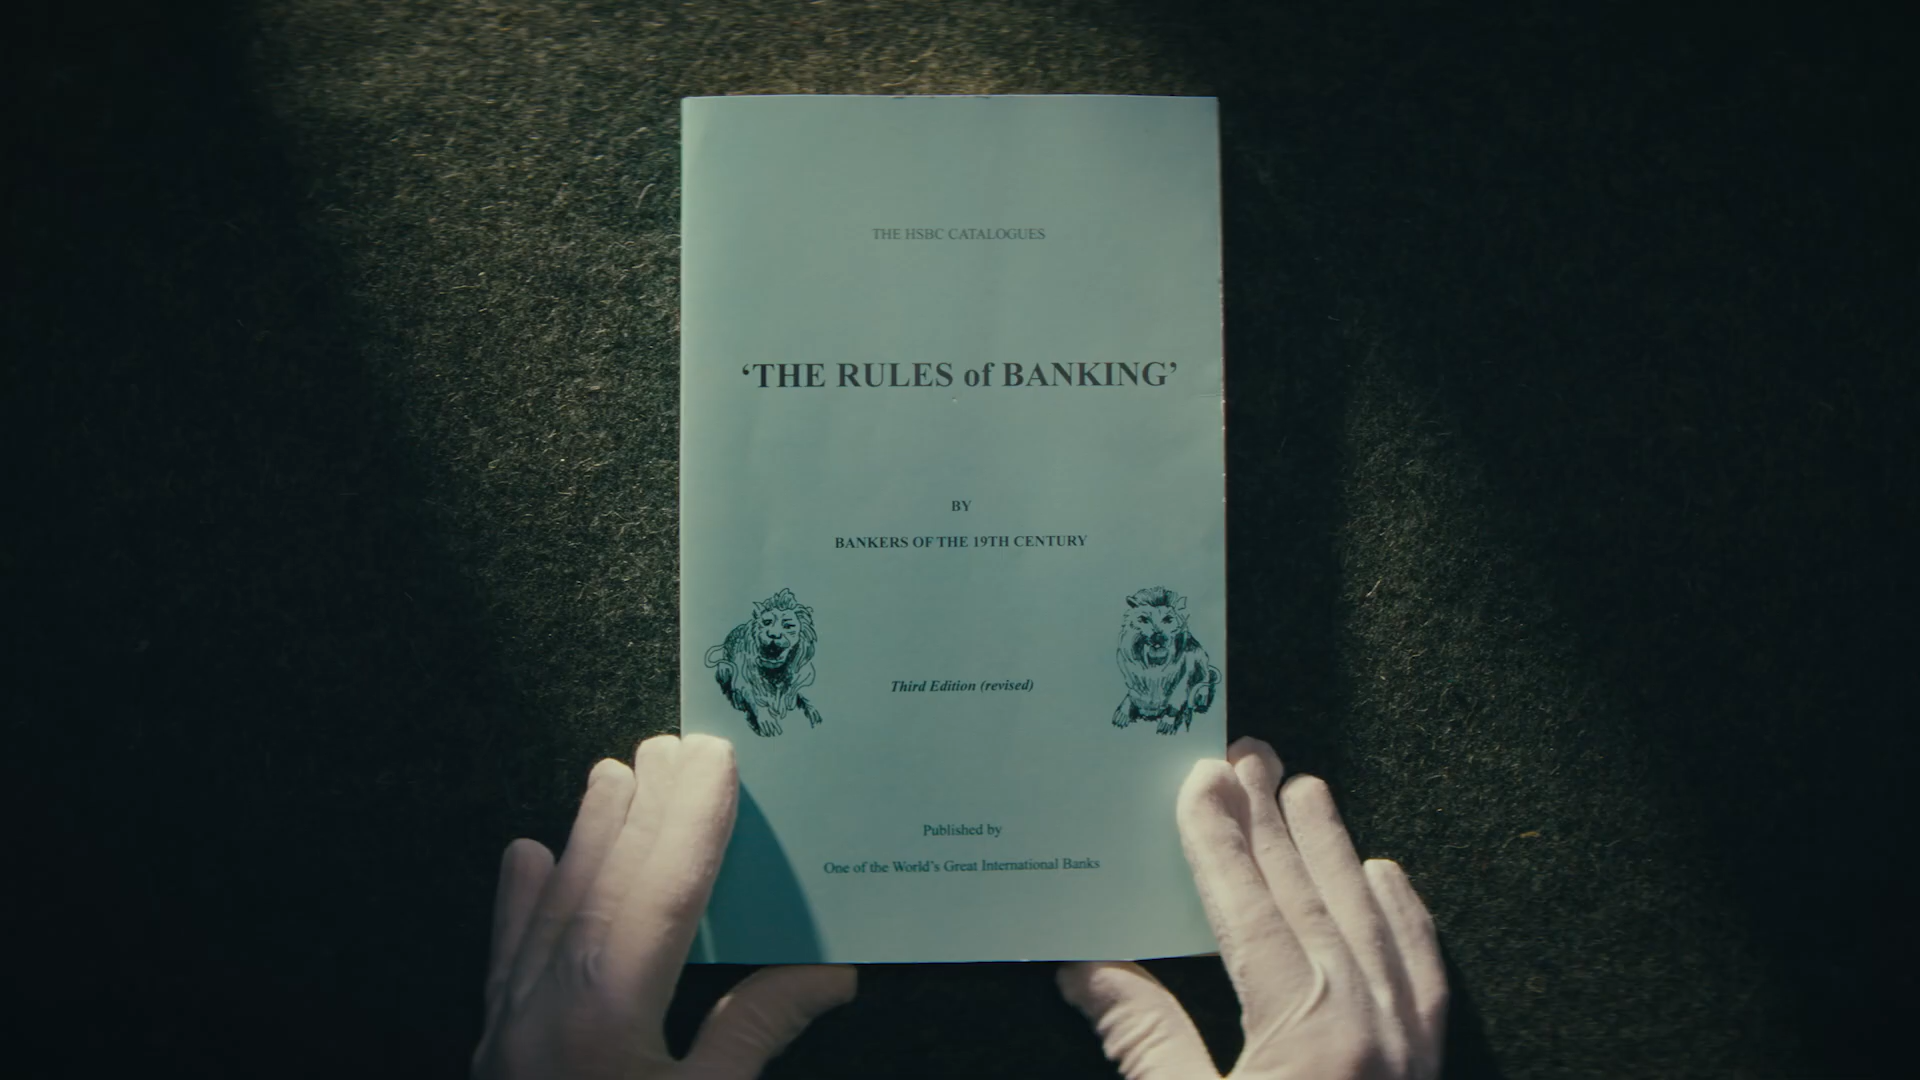 THE HSBC CATALOGUES
‘THE RULES of BANKING’
BY
BANKERS OF THE 19TH CENTURY
Third Edition (revised)
Published by
One of the World’s Great International Banks